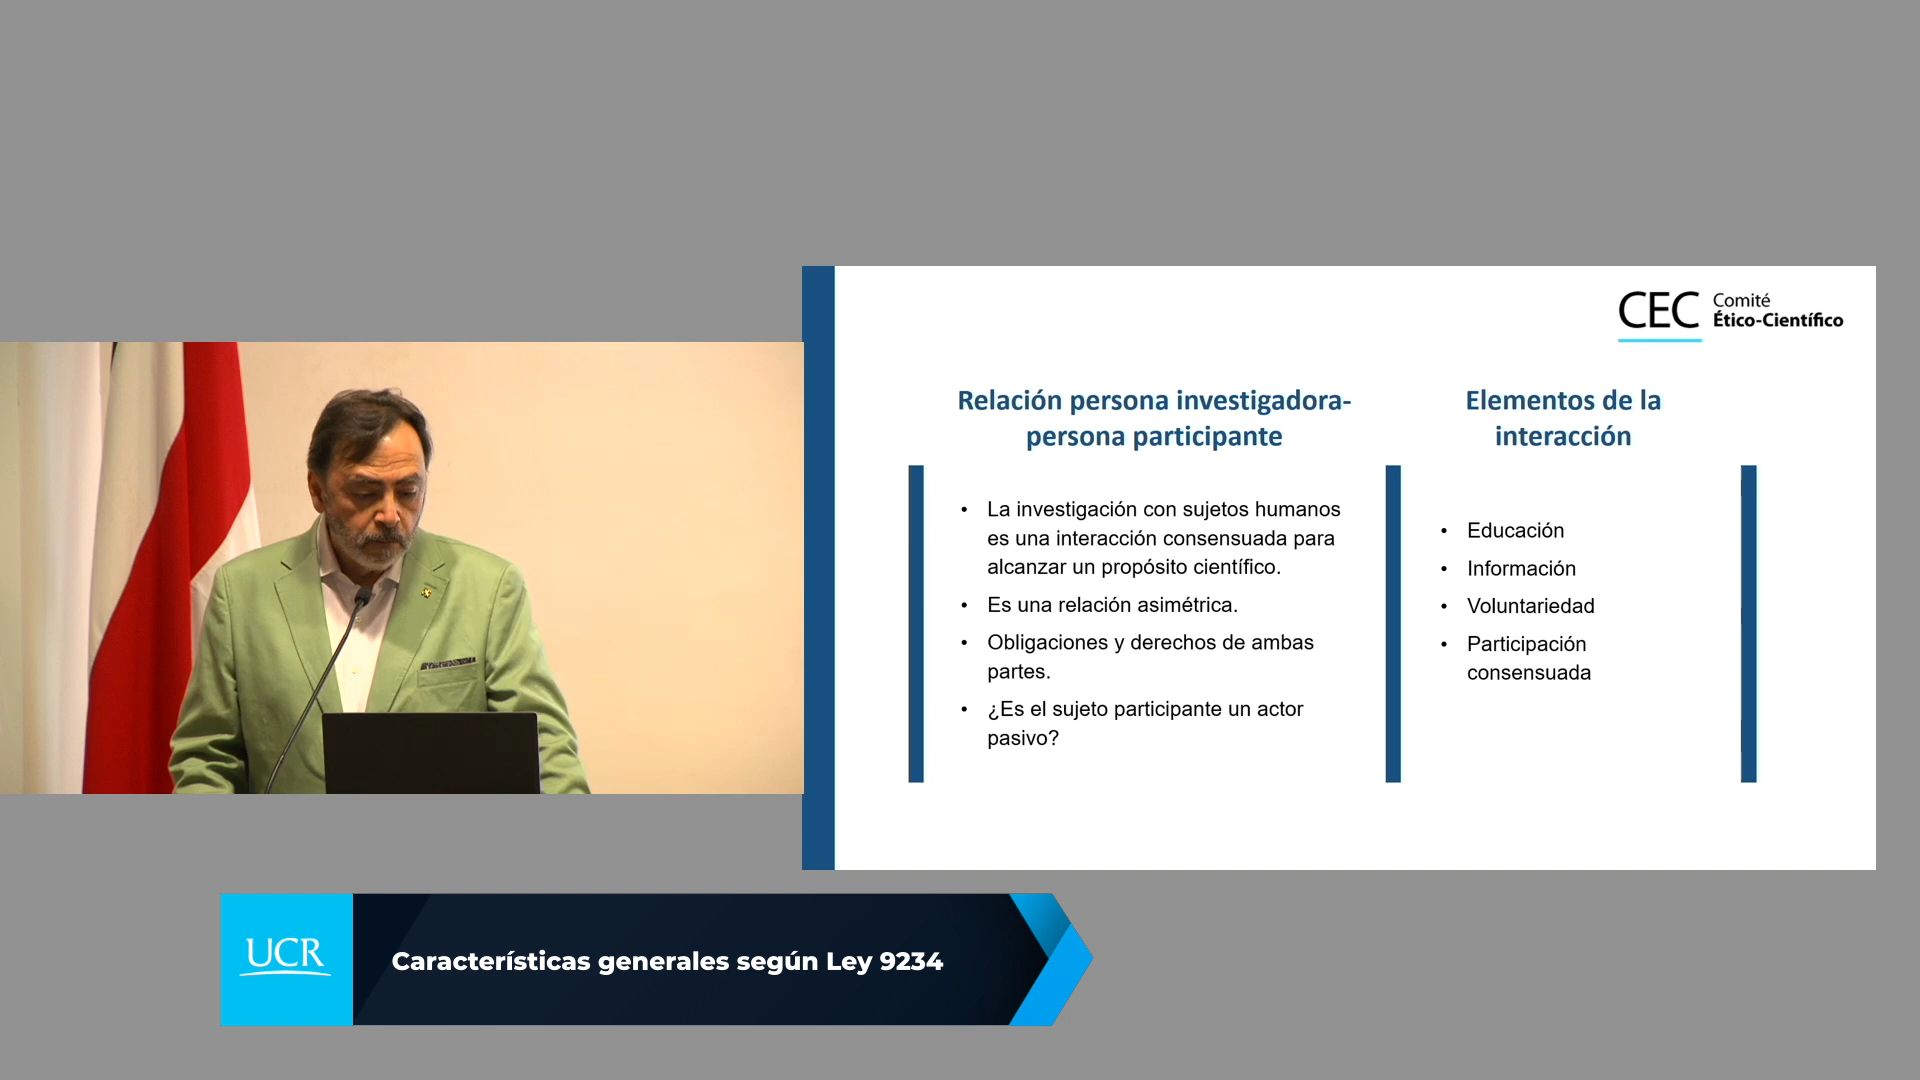 CEC Comité
Ético-Científico
Relación persona investigadora-
persona participante
• La investigación con sujetos humanos
es una interacción consensuada para
alcanzar un propósito científico.
• Es una relación asimétrica.
• Obligaciones y derechos de ambas
partes.
• ¿Es el sujeto participante un actor
pasivo?
Elementos de la
interacción
• Educación
• Información
• Voluntariedad
• Participación
consensuada
UCR
Características generales según Ley 9234